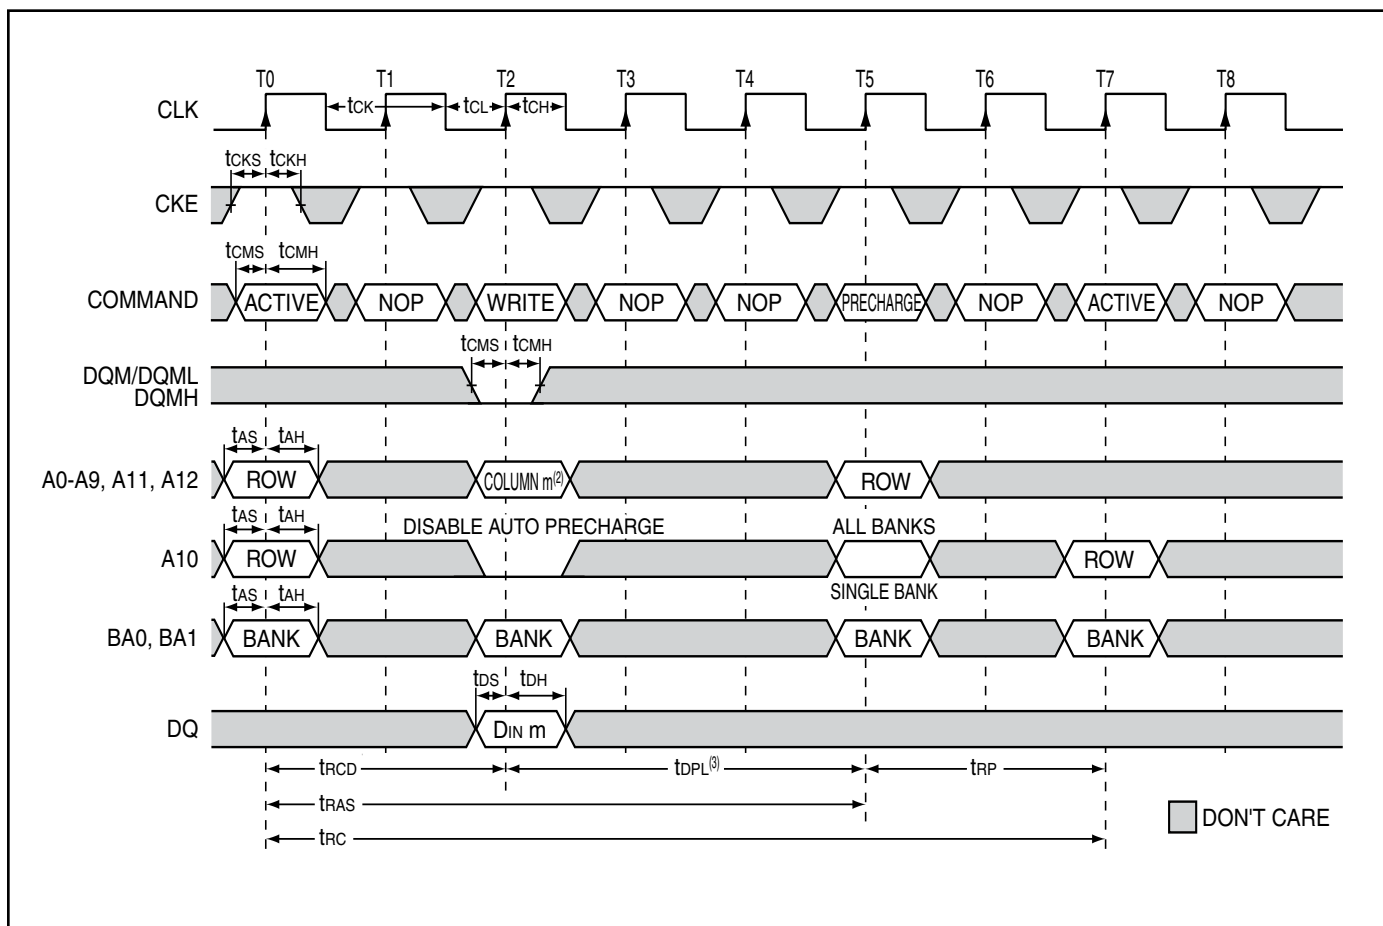 T0 T1 T2 T3 T4 T5 T6 T7 T8
CLK tCK tCL tCH
tCKS tCKH
CKE
tCMS tCMH
COMMAND ACTIVE NOP WRITE NOP NOP PRECHARGE NOP ACTIVE NOP
tCMS tCMH
DQM/DQML
DQMH
tAS tAH
A0-A9, A11, A12 ROW COLUMN m(2) ROW
tAS tAH DISABLE AUTO PRECHARGE ALL BANKS
A10 ROW ROW
tAS tAH SINGLE BANK
BA0, BA1 BANK BANK BANK BANK
tDS tDH
DQ DIN m
tRCD tDPL(3) tRP
tRAS
DON'T CARE
tRC